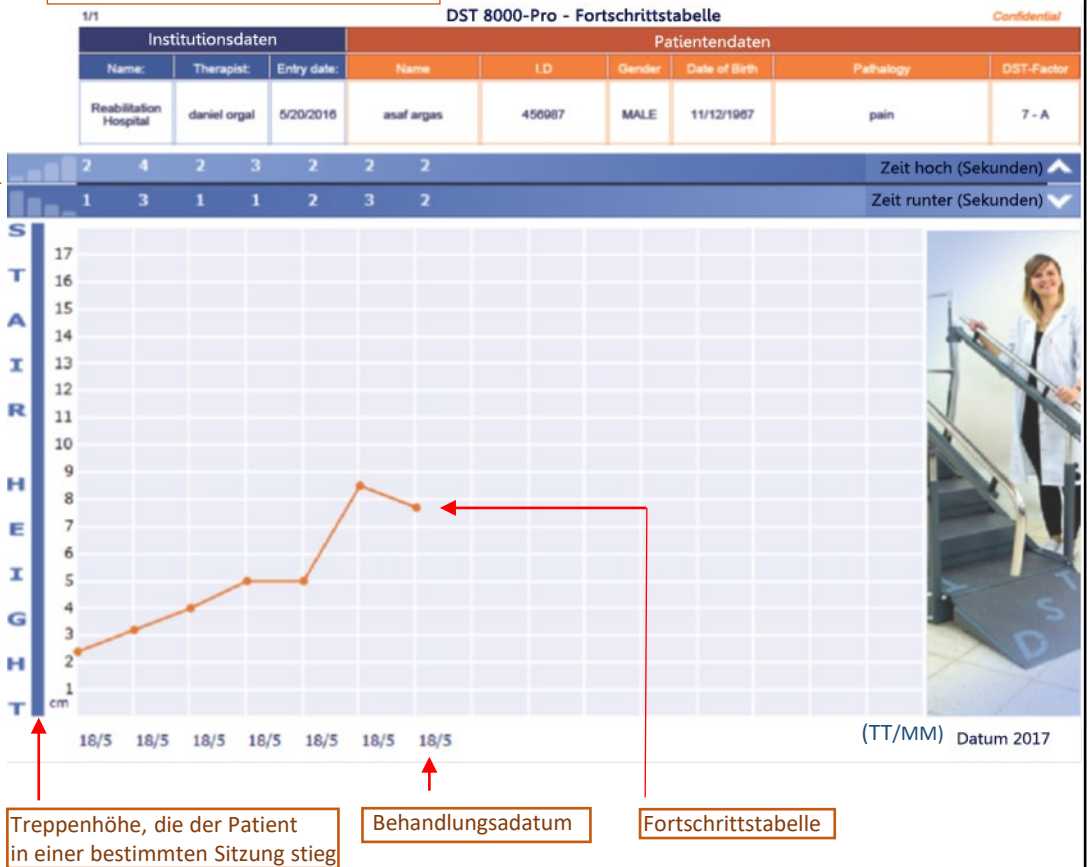 1/1 DST 8000-Pro - Fortschrittstabelle Confidential
Institutionsdaten Patientendaten
Name: Therapist: Entry date: Name I.D Gender Date of Birth Pathalogy DST-Factor
Reabilitation
Hospital daniel orgal 5/20/2016 asaf argas 456987 MALE 11/12/1967 pain 7 - A
2 4 2 3 2 2 2 Zeit hoch (Sekunden)
1 3 1 1 2 3 2 Zeit runter (Sekunden)
STAIR HEIGHT
17
16
15
14
13
12
11
10
9
8
7
6
5
4
3
2
1
cm
D S T
18/5 18/5 18/5 18/5 18/5 18/5 18/5 (TT/MM) Datum 2017
Treppenhöhe, die der Patient
in einer bestimmten Sitzung stieg
Behandlungsadatum
Fortschrittstabelle